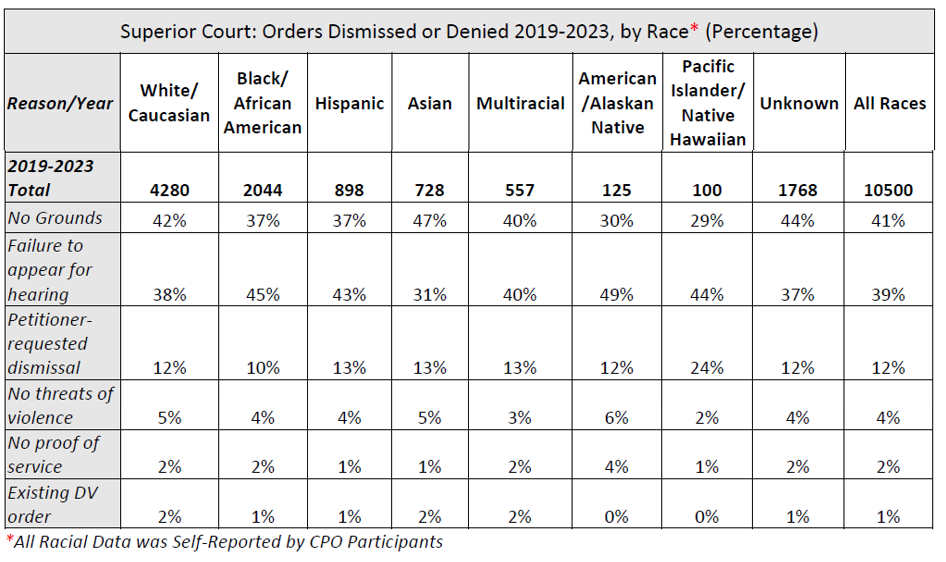 Superior Court: Orders Dismissed or Denied 2019-2023, by Race* (Percentage)
Reason/Year White/ Caucasian Black/ African American Hispanic Asian Multiracial American /Alaskan Native Pacific Islander/ Native Hawaiian Unknown All Races
2019-2023 Total 4280 2044 898 728 557 125 100 1768 10500
No Grounds 42% 37% 37% 47% 40% 30% 29% 44% 41%
Failure to appear for hearing 38% 45% 43% 31% 40% 49% 44% 37% 39%
Petitioner-requested dismissal 12% 10% 13% 13% 13% 12% 24% 12% 12%
No threats of violence 5% 4% 4% 5% 3% 6% 2% 4% 4%
No proof of service 2% 2% 1% 1% 2% 4% 1% 2% 2%
Existing DV order 2% 1% 1% 2% 2% 0% 0% 1% 1%
*All Racial Data was Self-Reported by CPO Participants